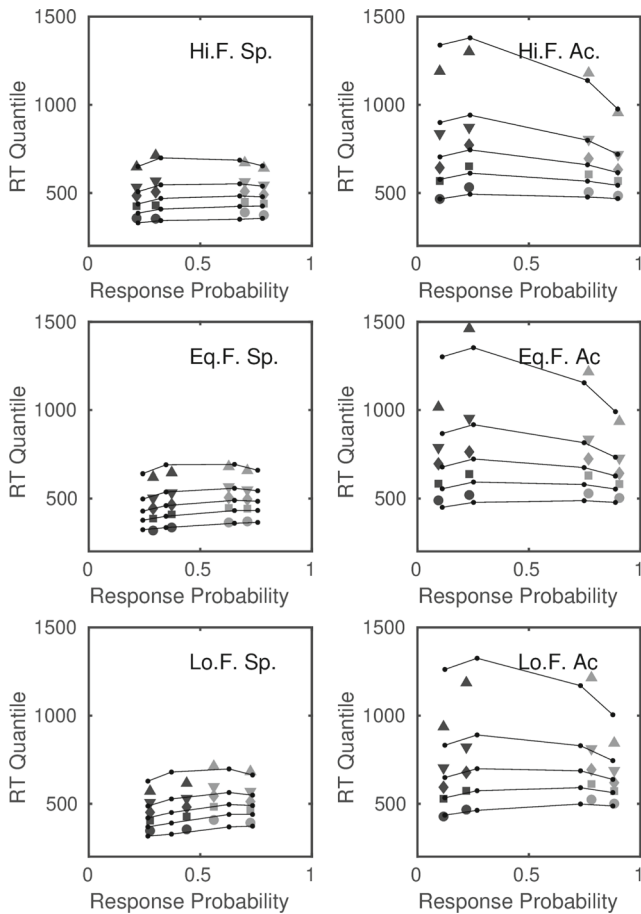 1500
1000
500
RT Quantile
Hi.F. Sp.
0
0.5
1
Response Probability
1500
1000
500
RT Quantile
Hi.F. Ac.
0
0.5
1
Response Probability
1500
1000
500
RT Quantile
Eq.F. Sp.
0
0.5
1
Response Probability
1500
1000
500
RT Quantile
Eq.F. Ac
0
0.5
1
Response Probability
1500
1000
500
RT Quantile
Lo.F. Sp.
0
0.5
1
Response Probability
1500
1000
500
RT Quantile
Lo.F. Ac
0
0.5
1
Response Probability